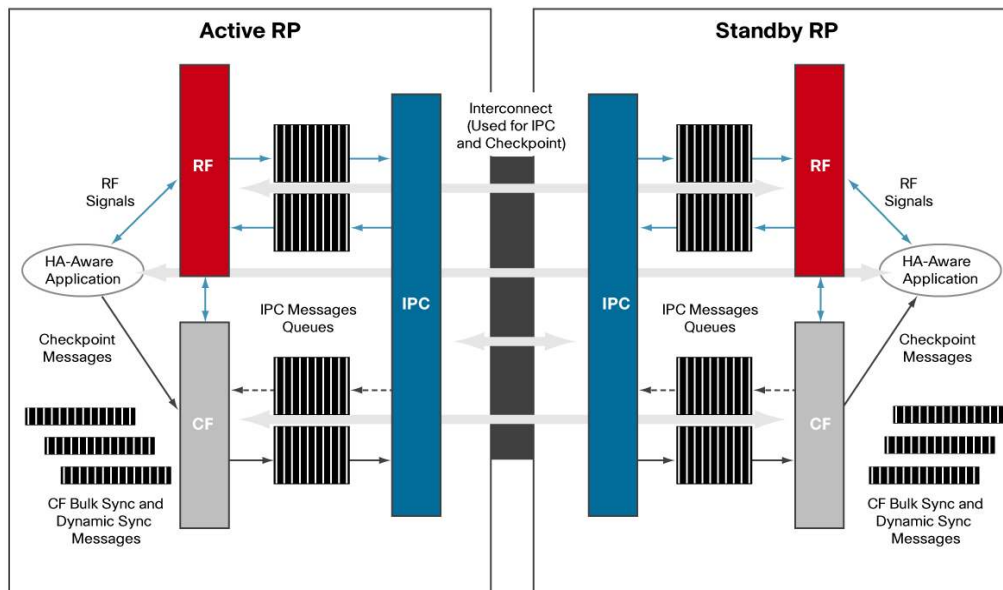 Active RP
Standby RP
Interconnect
(Used for IPC
and Checkpoint)
RF
RF
RF
Signals
RF
Signals
HA-Aware
Application
HA-Aware
Application
IPC
IPC
IPC Messages
Queues
IPC Messages
Queues
Checkpoint
Messages
Checkpoint
Messages
CF
CF
CF Bulk Sync and
Dynamic Sync
Messages
CF Bulk Sync and
Dynamic Sync
Messages